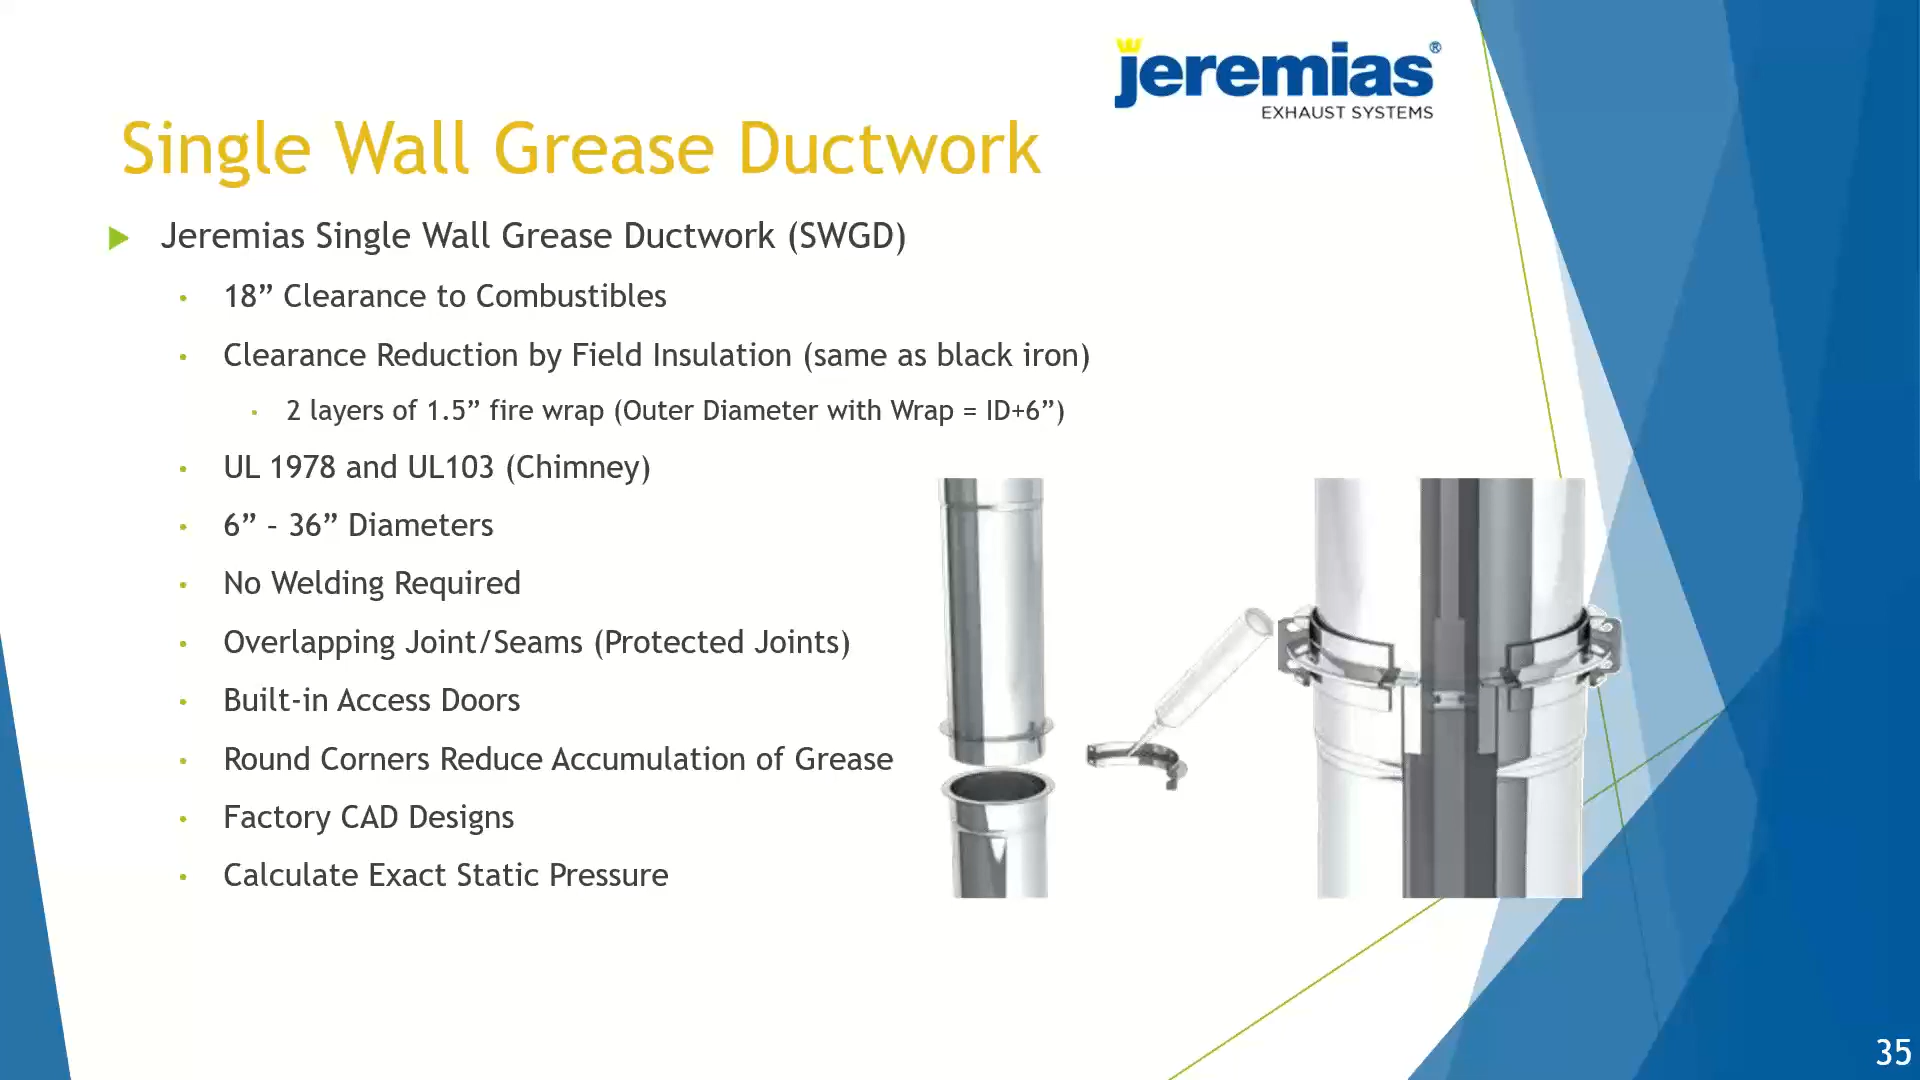 jeremias®
EXHAUST SYSTEMS
Single Wall Grease Ductwork
Jeremias Single Wall Grease Ductwork (SWGD)
18” Clearance to Combustibles
Clearance Reduction by Field Insulation (same as black iron)
2 layers of 1.5” fire wrap (Outer Diameter with Wrap = ID+6”)
UL 1978 and UL103 (Chimney)
6” – 36” Diameters
No Welding Required
Overlapping Joint/Seams (Protected Joints)
Built-in Access Doors
Round Corners Reduce Accumulation of Grease
Factory CAD Designs
Calculate Exact Static Pressure
35